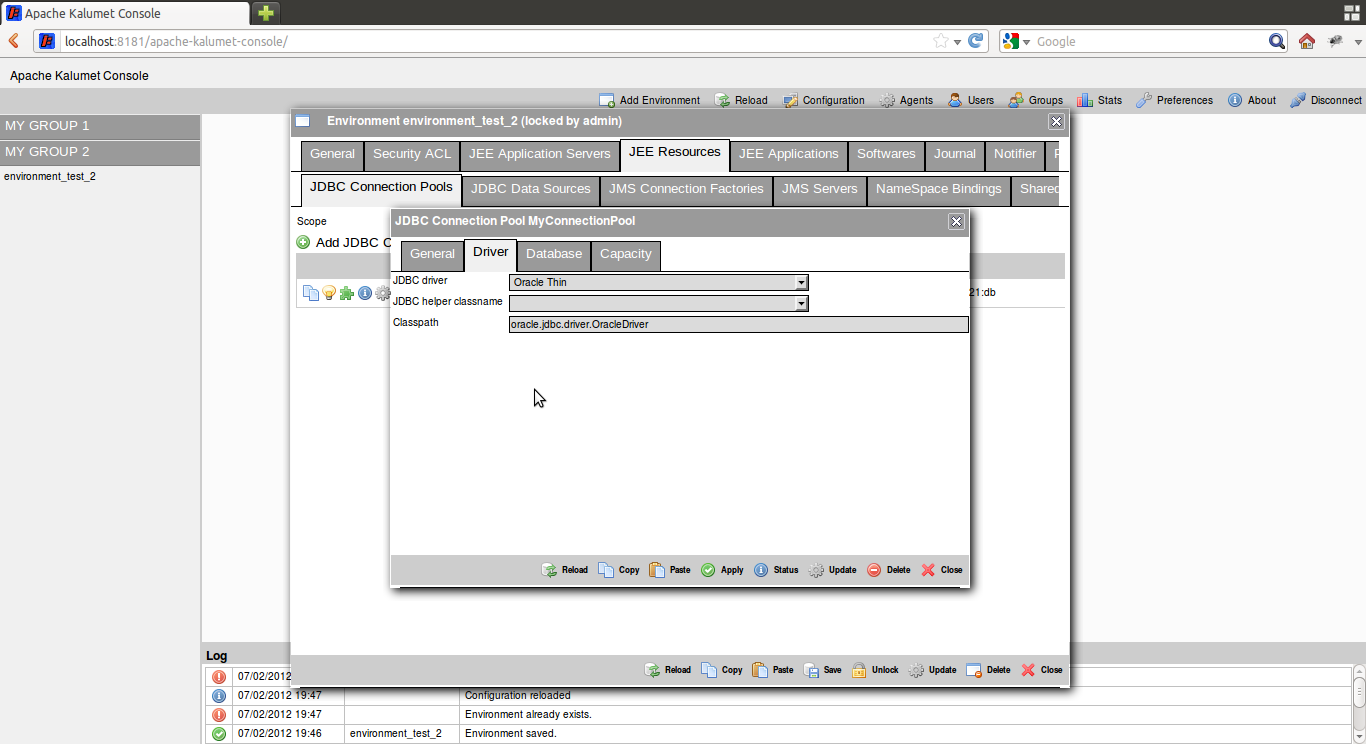 Apache Kalumet Console
localhost:8181/apache-kalumet-console/
Google
Apache Kalumet Console
Add Environment Reload Configuration Agents Users Groups Stats Preferences About Disconnect
MY GROUP 1
MY GROUP 2
environment_test_2
Environment environment_test_2 (locked by admin)
General Security ACL JEE Application Servers JEE Resources JEE Applications Softwares Journal Notifier
JDBC Connection Pools JDBC Data Sources JMS Connection Factories JMS Servers NameSpace Bindings Shared
Scope
Add JDBC C
21:db
JDBC Connection Pool MyConnectionPool
General Driver Database Capacity
JDBC driver Oracle Thin
JDBC helper classname
Classpath oracle.jdbc.driver.OracleDriver
Reload Copy Paste Apply Status Update Delete Close
Reload Copy Paste Save Unlock Update Delete Close
Log
07/02/2012
07/02/2012 19:47 Configuration reloaded
07/02/2012 19:47 Environment already exists.
07/02/2012 19:46 environment_test_2 Environment saved.